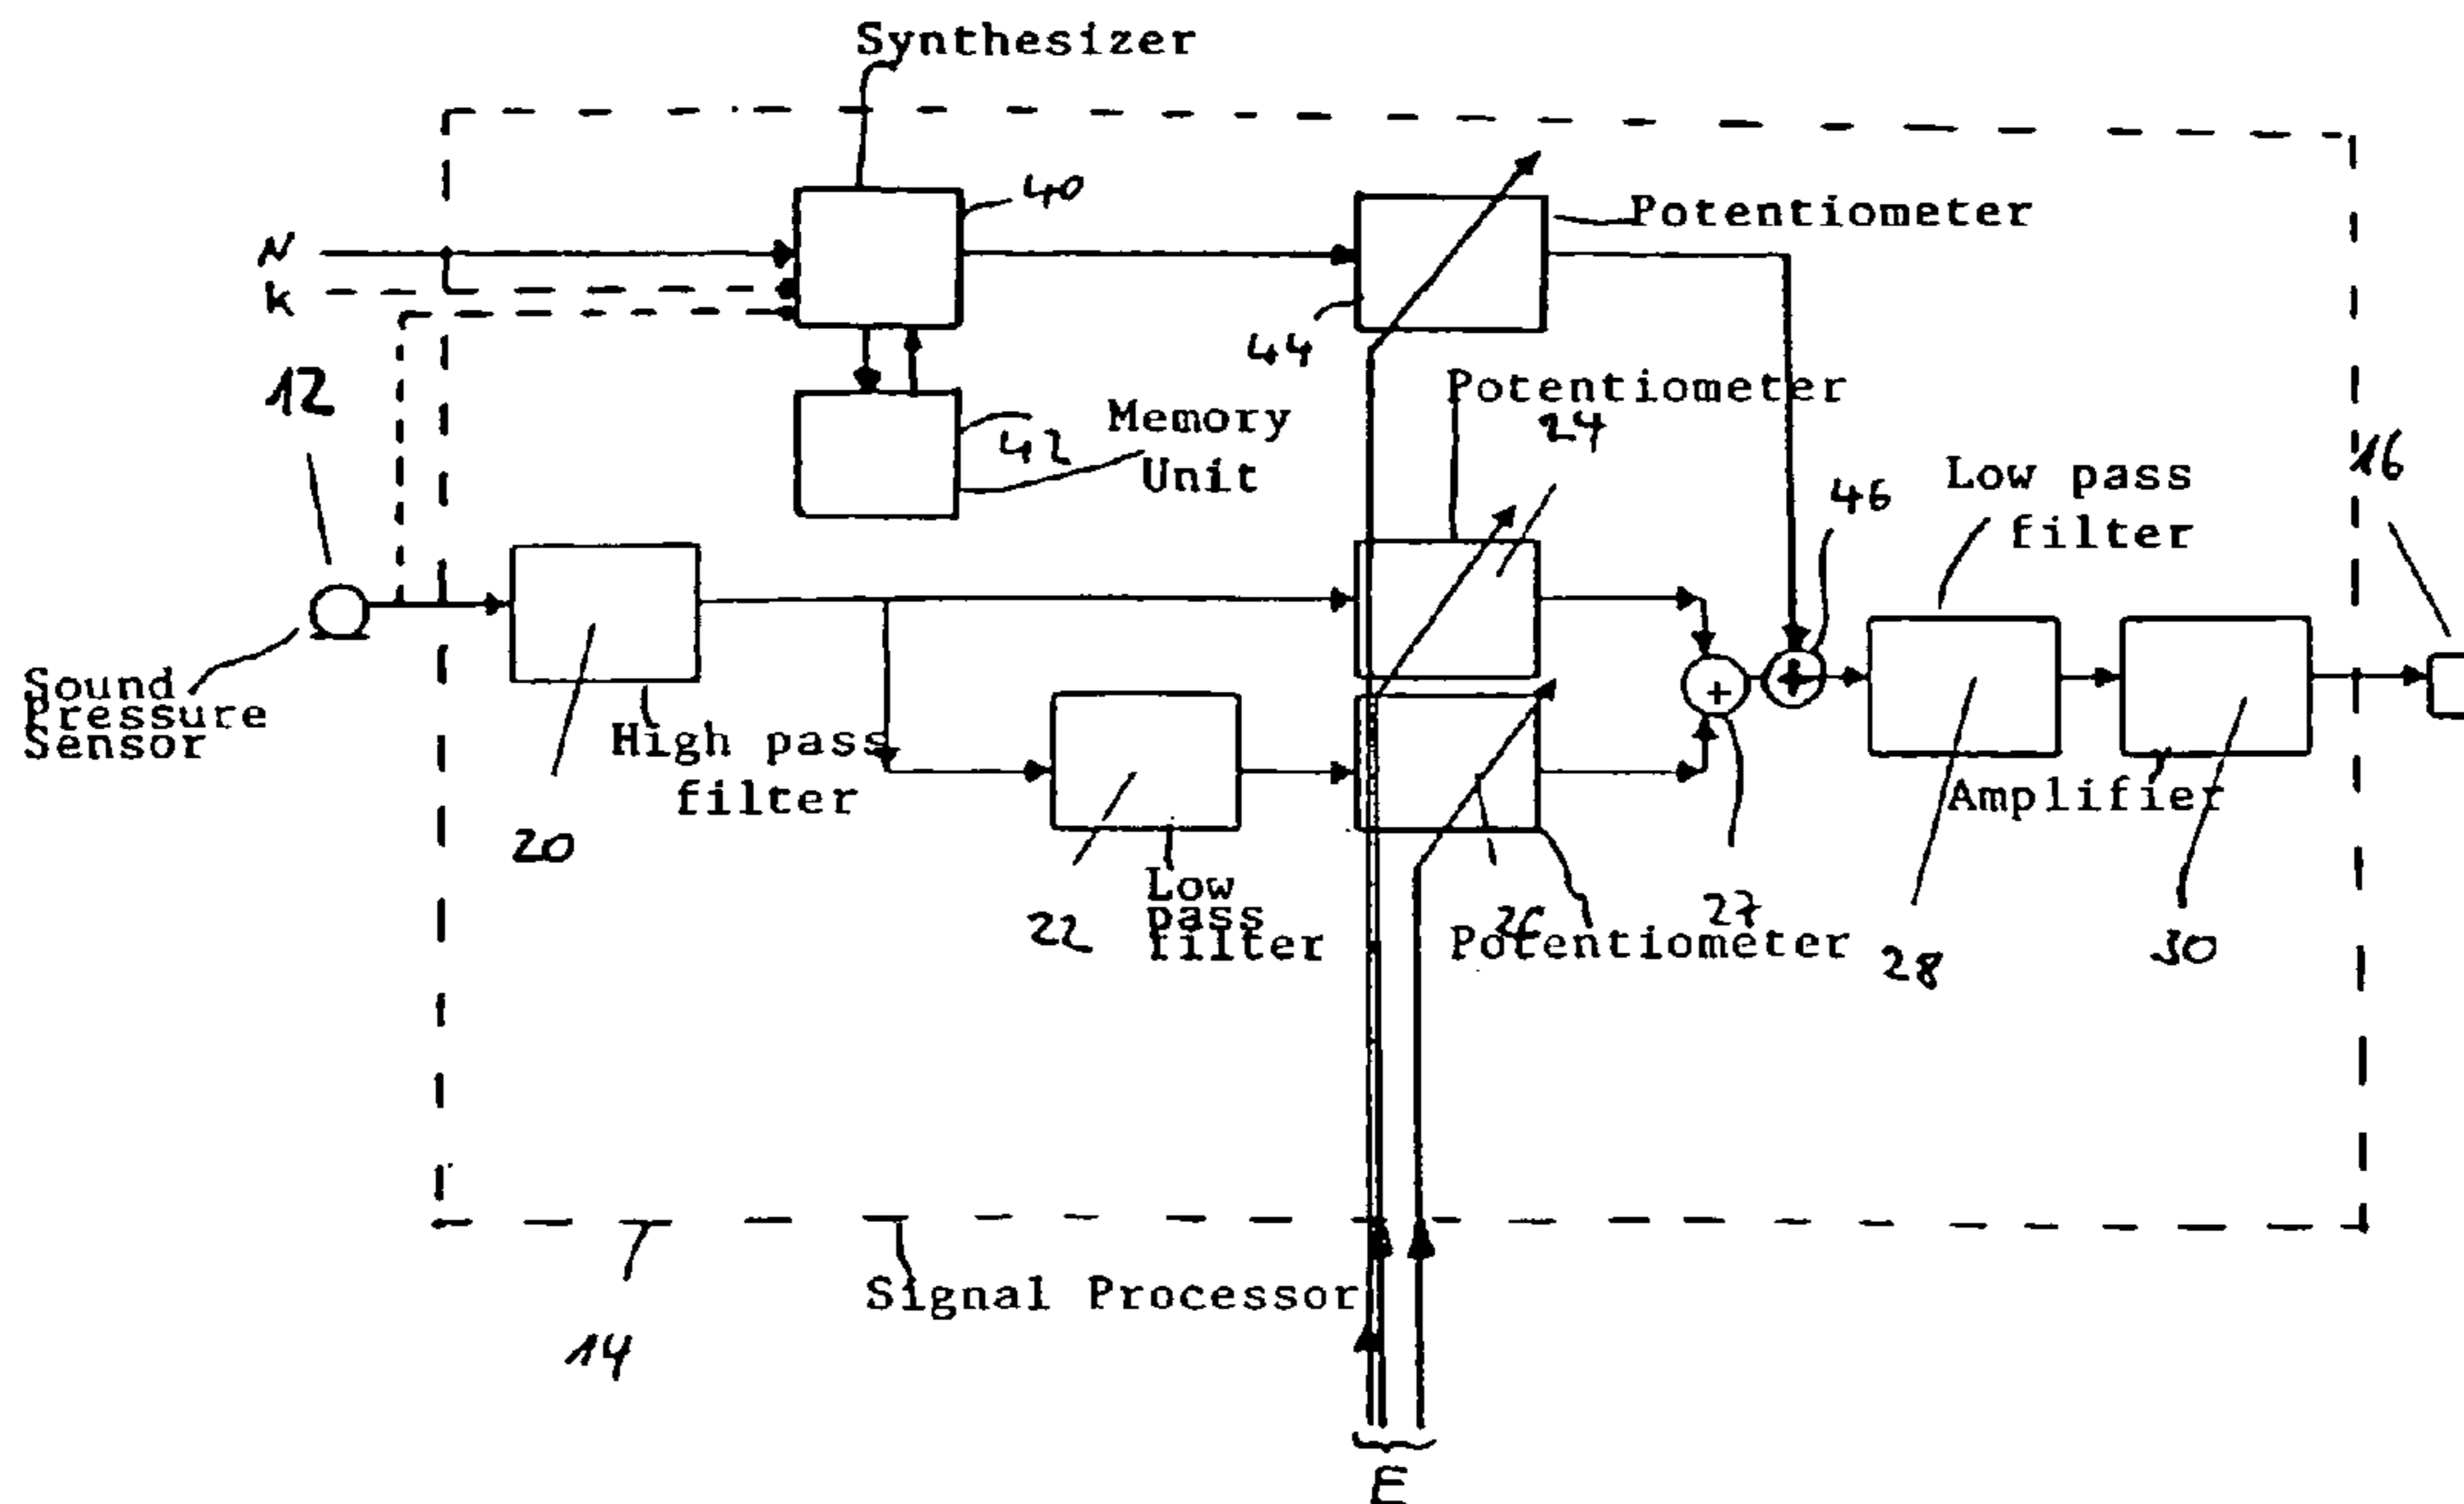 Synthesizer
40
N
Potentiometer
k
44
12
Potentiometer
24
Memory
42
Unit
16
Low pass
46
filter
Sound
Pressure
Sensor
High pass
filter
Amplifier
20
Low
pass
filter
22
26
27
Potentiometer
28
30
Signal Processor
14
E